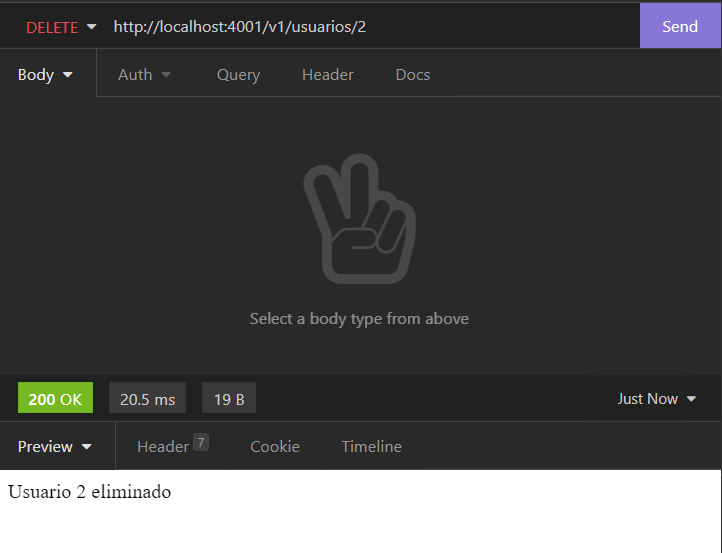 DELETE http://localhost:4001/v1/usuarios/2 Send
Body Auth Query Header Docs
Select a body type from above
200 OK 20.5 ms 19 B Just Now
Preview Header 7 Cookie Timeline
Usuario 2 eliminado